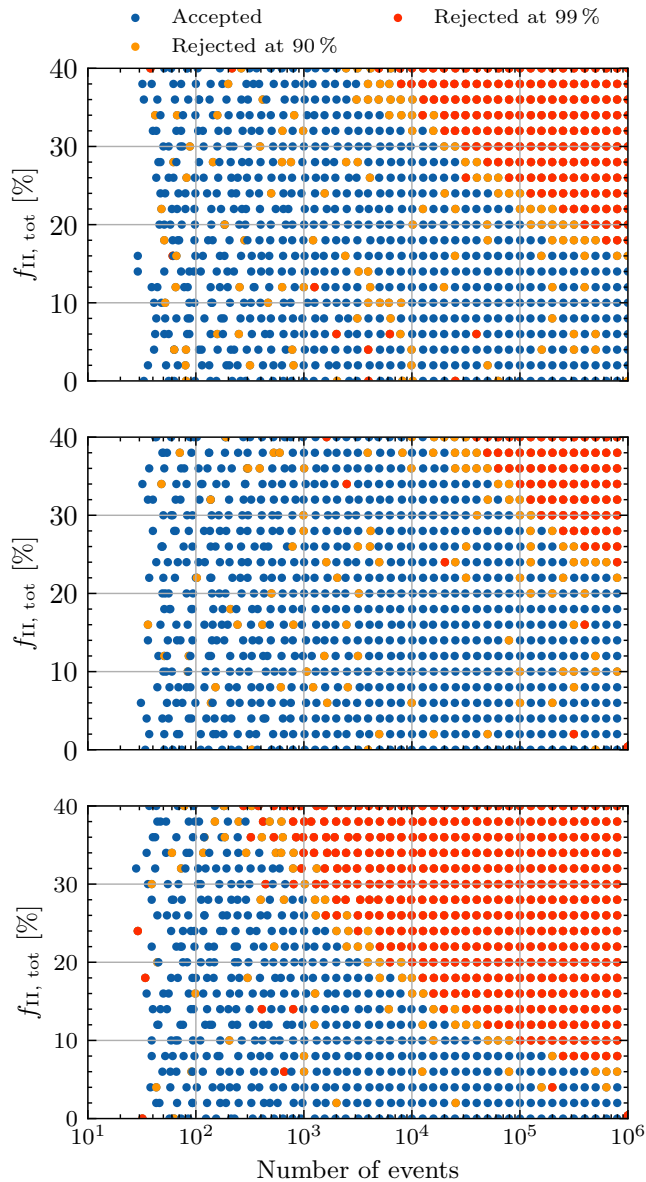 Accepted
Rejected at 99 %
Rejected at 90 %
40
30
20
10
0
f_{II, tot} [%]
40
30
20
10
0
f_{II, tot} [%]
40
30
20
10
0
f_{II, tot} [%]
10^1 10^2 10^3 10^4 10^5 10^6
Number of events